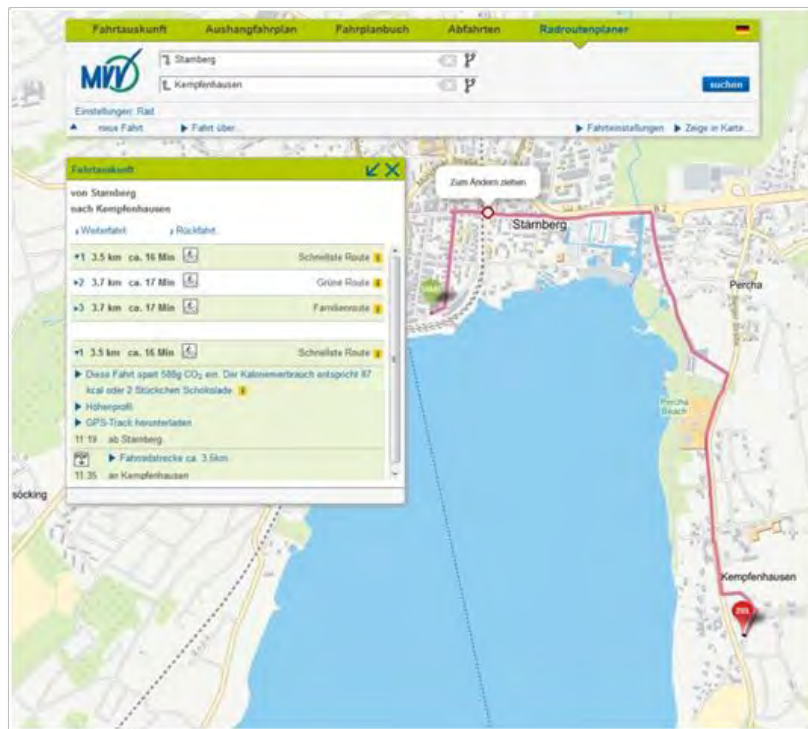 Fahrtauskunft Aushangfahrplan Fahrplanbuch Abfahrten Radroutenplaner
MVV
Starnberg
Kempfenhausen
suchen
Einstellungen: Rad
neue Fahrt Fahrt über... Fahrteinstellungen Zeige in Karte...
Fahrtauskunft
von Starnberg
nach Kempfenhausen
Weiterfahrt Rückfahrt
1 3.5 km ca. 16 Min Schnellste Route
2 3.7 km ca. 17 Min Grüne Route
3 3.7 km ca. 17 Min Familienroute
1 3.5 km ca. 16 Min Schnellste Route
Diese Fahrt spart 588g CO₂ ein. Der Kalorienverbrauch entspricht 87
kcal oder 2 Stückchen Schokolade.
Höhenprofil
GPS-Track herunterladen
11:19 ab Starnberg
Fahrradstrecke ca. 3.5km
11:35 an Kempfenhausen
Zum Ändern ziehen
Starnberg
B 2
Percha
Percha
Beach
Kempfenhausen
ZIEL
söcking